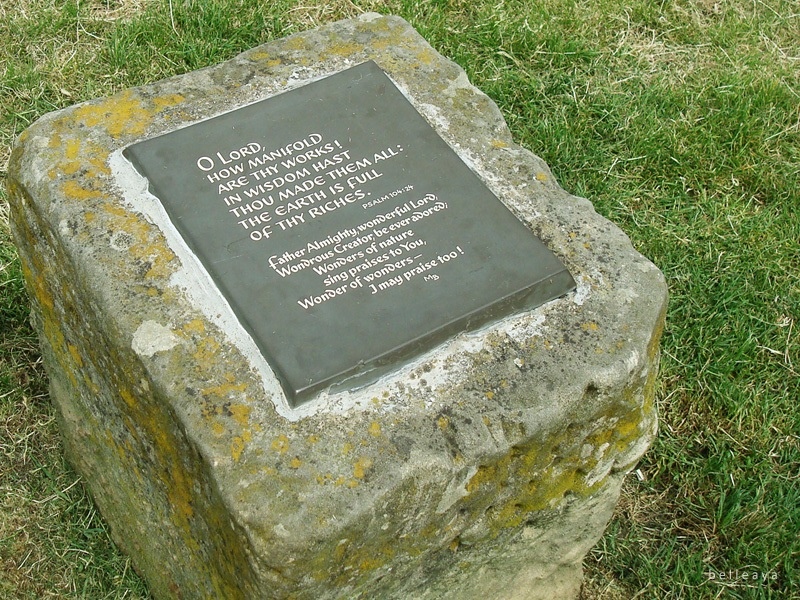 O LORD,
HOW MANIFOLD
ARE THY WORKS!
IN WISDOM HAST
THOU MADE THEM ALL:
THE EARTH IS FULL
OF THY RICHES.
PSALM 104:24
Father Almighty, wonderful Lord,
Wondrous Creator, be ever adored,
Wonders of nature
sing praises to You,
Wonder of wonders—
I may praise too!
MB
belleaya